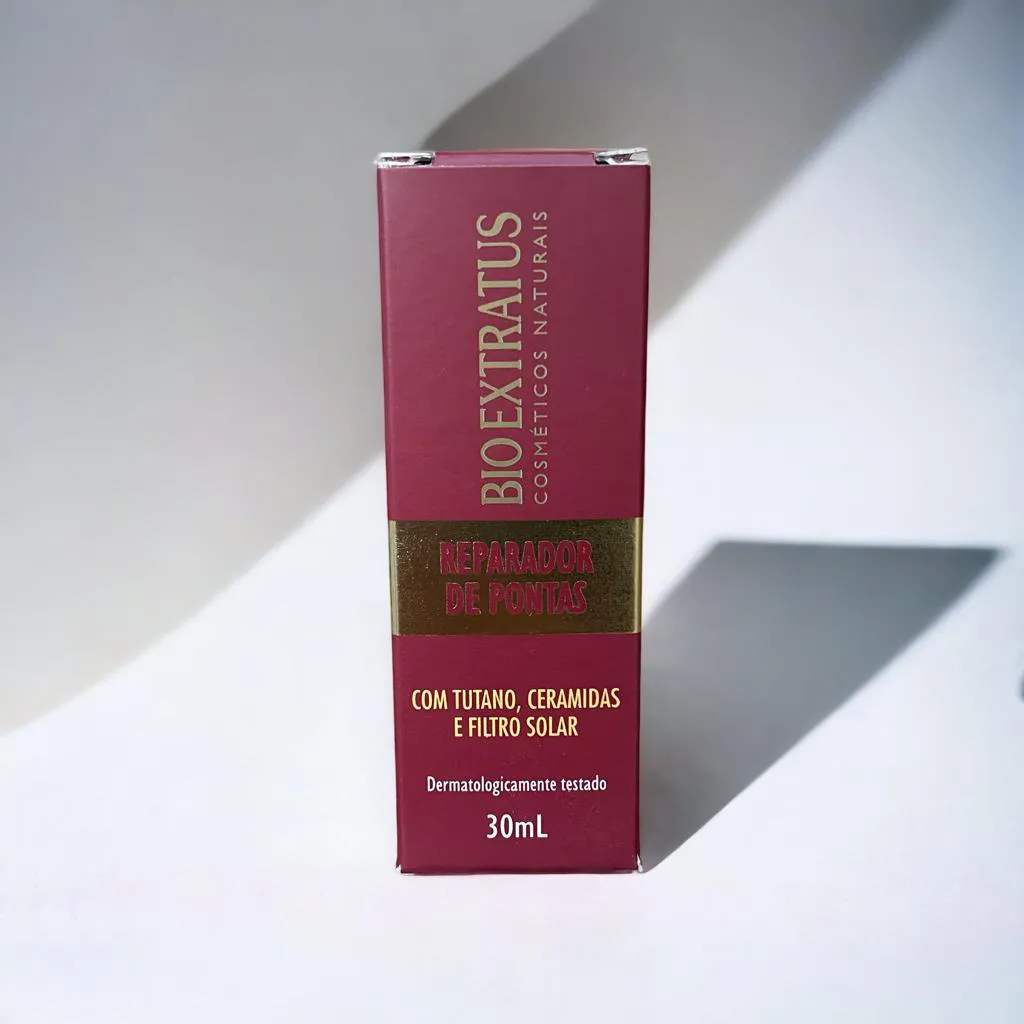 BIO EXTRATUS
COSMÉTICOS NATURAIS
REPARADOR
DE PONTAS
COM TUTANO, CERAMIDAS
E FILTRO SOLAR
Dermatologicamente testado
30mL